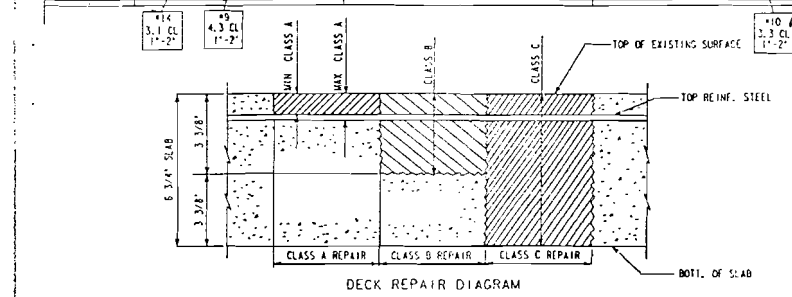 *14
3.1 CL
1"-2"
*9
4.3 CL
1"-2"
*10
3.3 CL
1"-2"
MIN CLASS A
MAX CLASS A
CLASS B
CLASS C
TOP OF EXISTING SURFACE
TOP REINF. STEEL
6 3/4" SLAB
3 3/8"
3 3/8"
CLASS A REPAIR
CLASS B REPAIR
CLASS C REPAIR
BOTT. OF SLAB
DECK REPAIR DIAGRAM